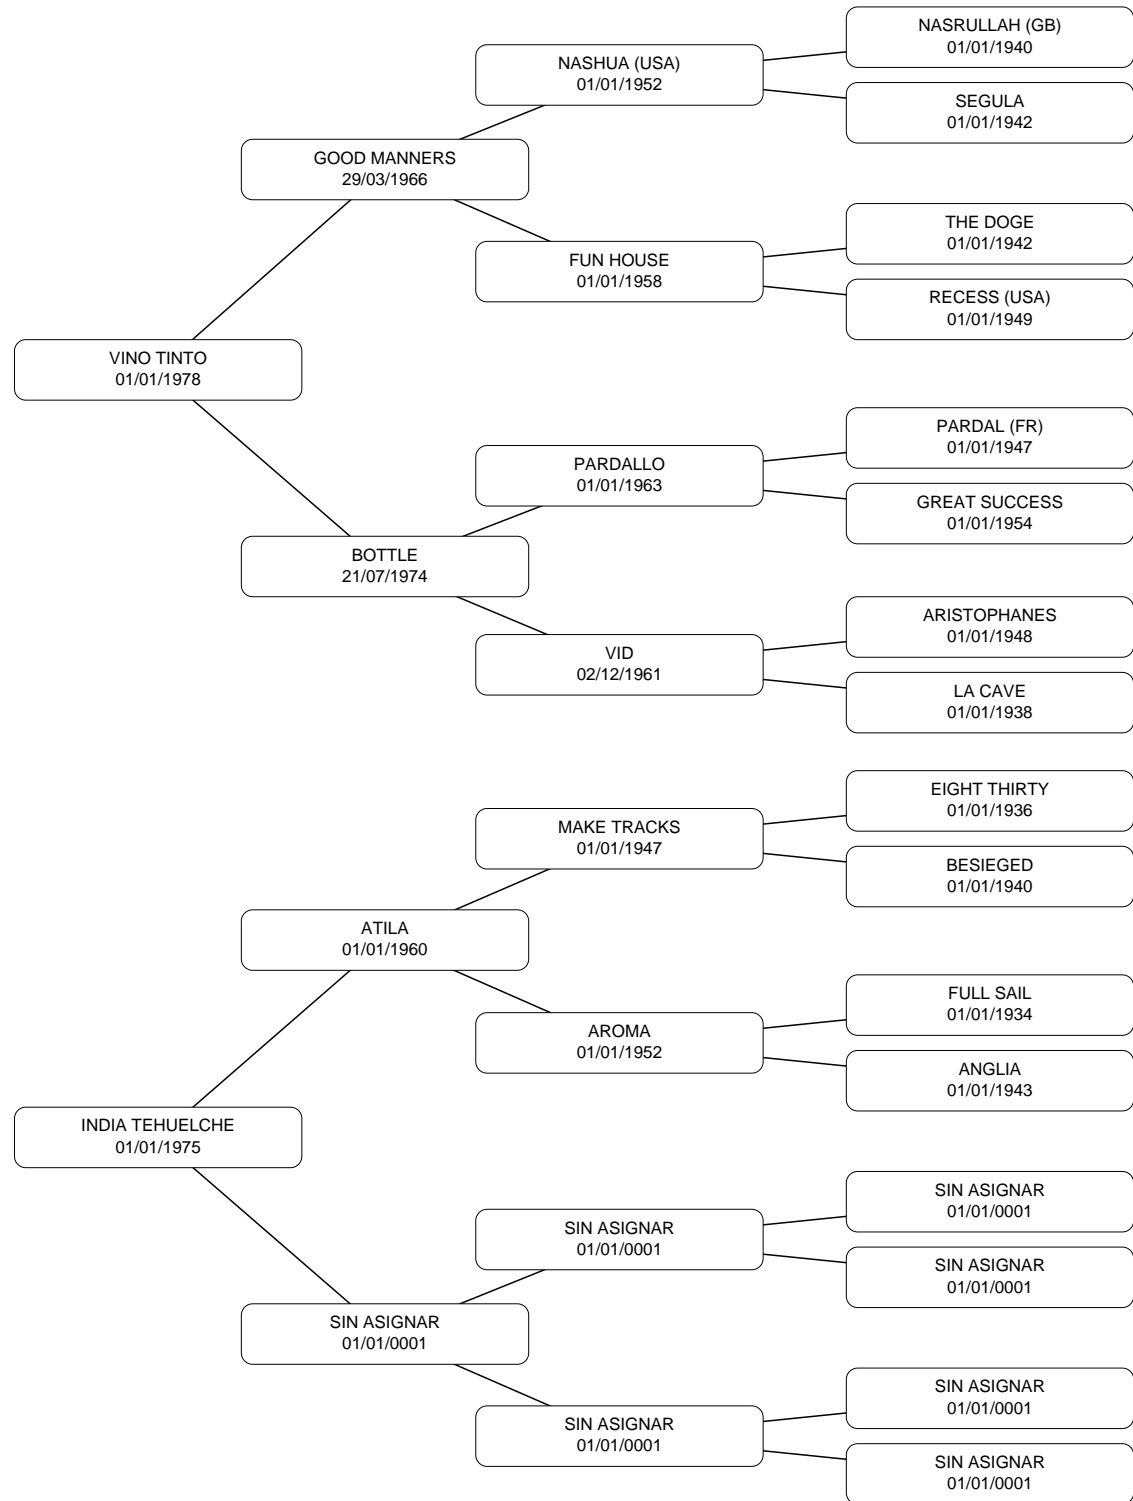 NASRULLAH (GB)
01/01/1940
NASHUA (USA)
01/01/1952
SEGULA
01/01/1942
GOOD MANNERS
29/03/1966
THE DOGE
01/01/1942
FUN HOUSE
01/01/1958
RECESS (USA)
01/01/1949
VINO TINTO
01/01/1978
PARDAL (FR)
01/01/1947
PARDALLO
01/01/1963
GREAT SUCCESS
01/01/1954
BOTTLE
21/07/1974
ARISTOPHANES
01/01/1948
VID
02/12/1961
LA CAVE
01/01/1938
EIGHT THIRTY
01/01/1936
MAKE TRACKS
01/01/1947
BESIEGED
01/01/1940
ATILA
01/01/1960
FULL SAIL
01/01/1934
AROMA
01/01/1952
ANGLIA
01/01/1943
INDIA TEHUELCHE
01/01/1975
SIN ASIGNAR
01/01/0001
SIN ASIGNAR
01/01/0001
SIN ASIGNAR
01/01/0001
SIN ASIGNAR
01/01/0001
SIN ASIGNAR
01/01/0001
SIN ASIGNAR
01/01/0001
SIN ASIGNAR
01/01/0001